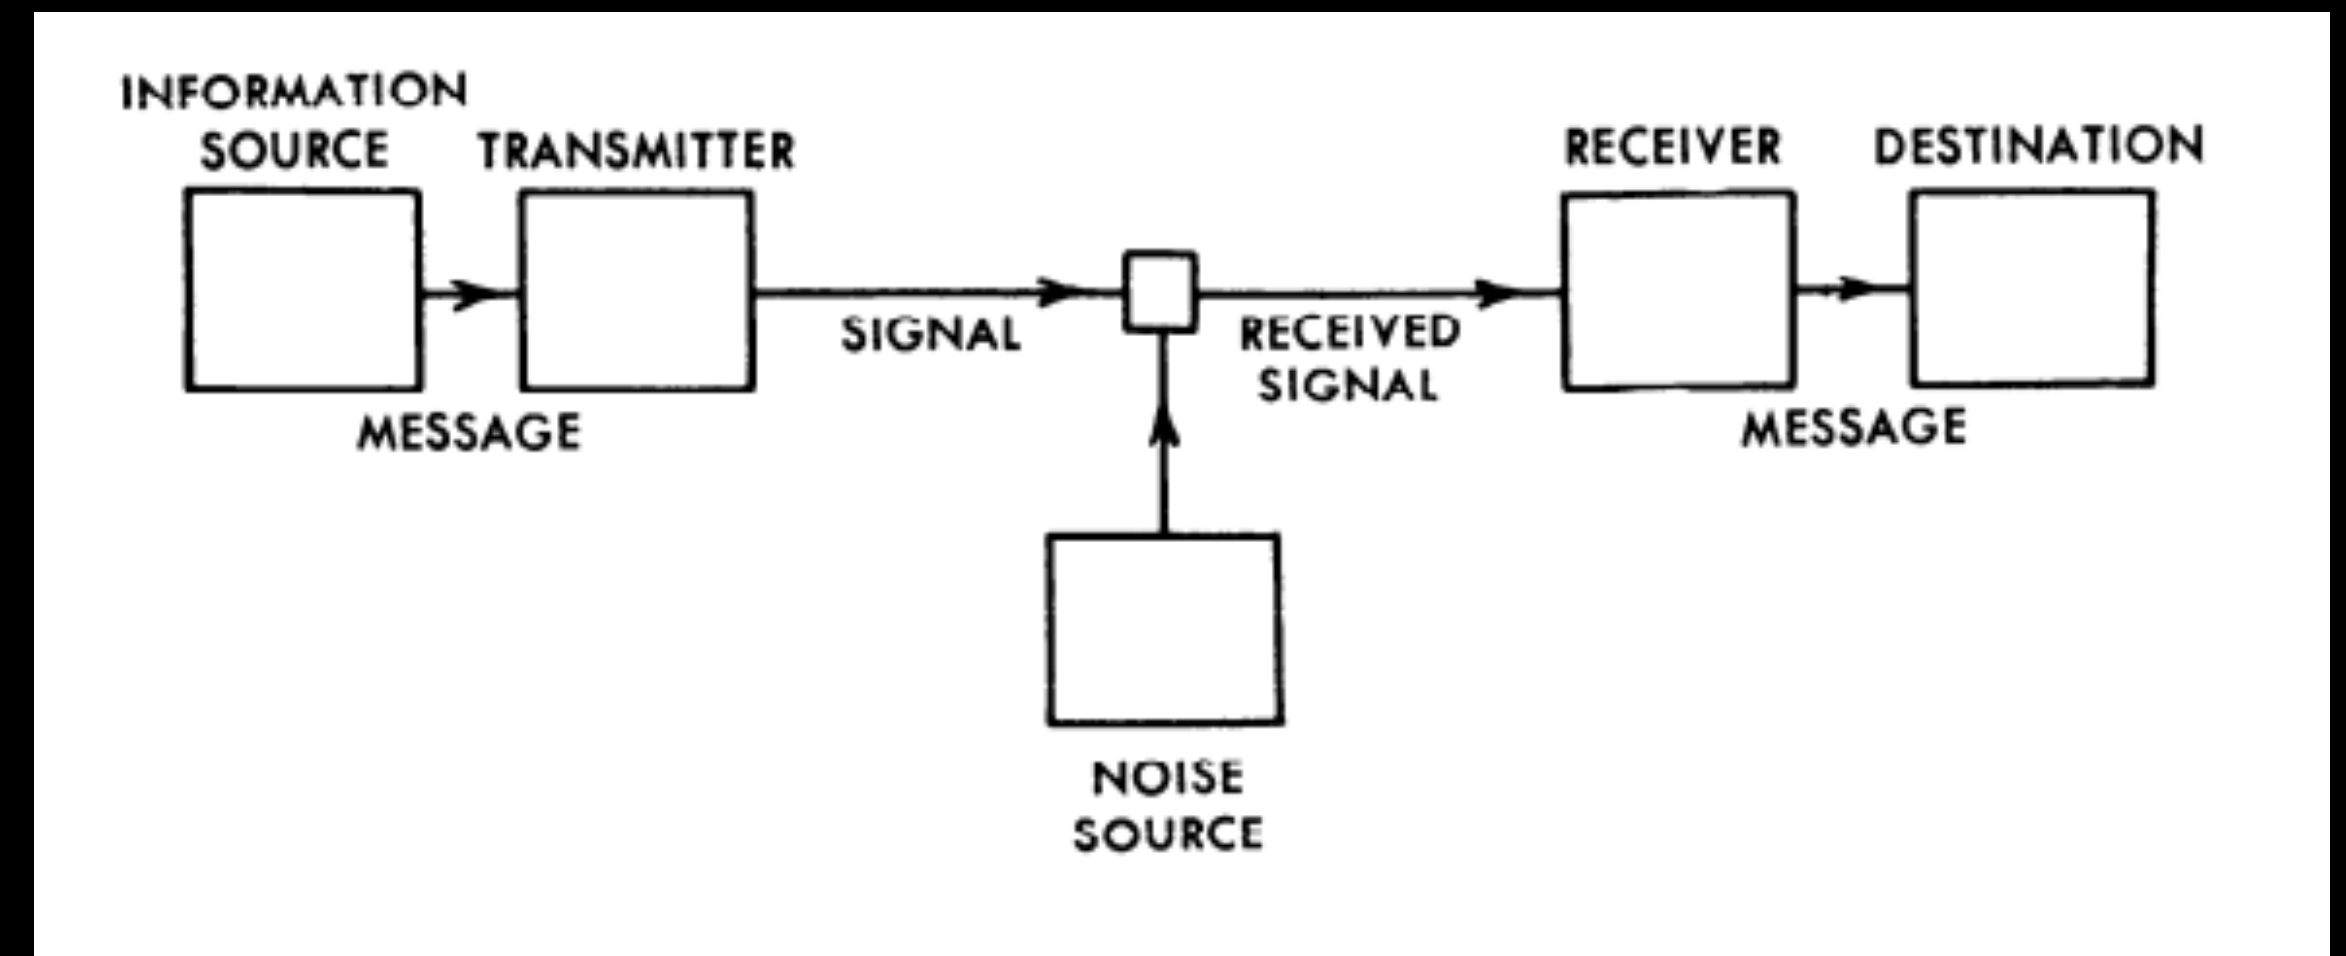 INFORMATION
SOURCE
TRANSMITTER
RECEIVER
DESTINATION
SIGNAL
RECEIVED
SIGNAL
MESSAGE
MESSAGE
NOISE
SOURCE